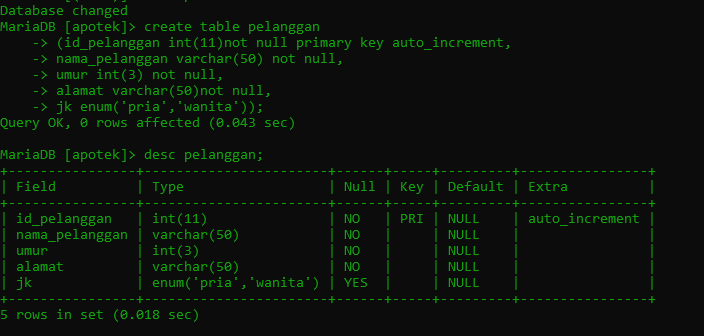 Database changed
MariaDB [apotek]> create table pelanggan
    -> (id_pelanggan int(11)not null primary key auto_increment,
    -> nama_pelanggan varchar(50) not null,
    -> umur int(3) not null,
    -> alamat varchar(50)not null,
    -> jk enum('pria','wanita'));
Query OK, 0 rows affected (0.043 sec)

MariaDB [apotek]> desc pelanggan;
+----------------+-----------------------+------+-----+---------+----------------+
| Field          | Type                  | Null | Key | Default | Extra          |
+----------------+-----------------------+------+-----+---------+----------------+
| id_pelanggan   | int(11)               | NO   | PRI | NULL    | auto_increment |
| nama_pelanggan | varchar(50)           | NO   |     | NULL    |                |
| umur           | int(3)                | NO   |     | NULL    |                |
| alamat         | varchar(50)           | NO   |     | NULL    |                |
| jk             | enum('pria','wanita') | YES  |     | NULL    |                |
+----------------+-----------------------+------+-----+---------+----------------+
5 rows in set (0.018 sec)